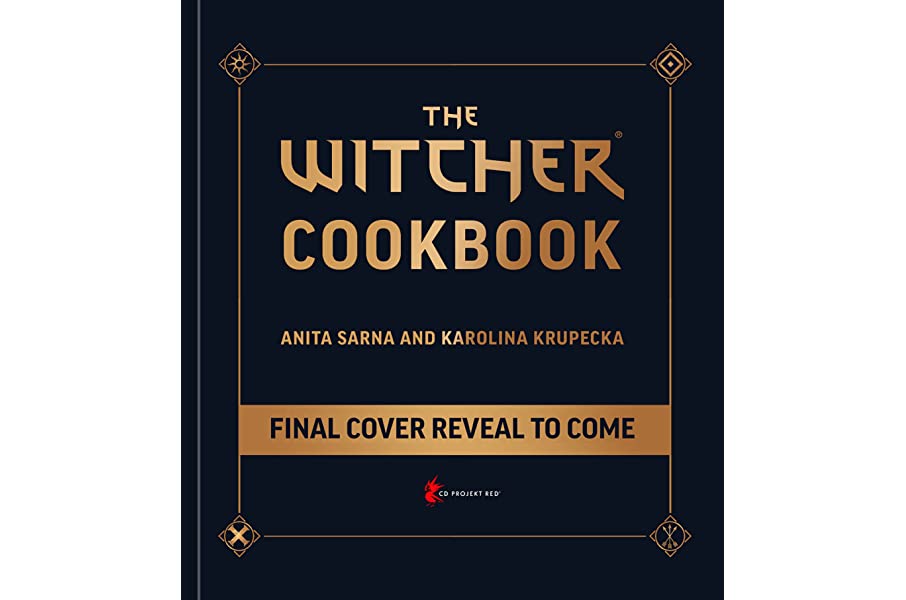 THE
WITCHER®
COOKBOOK
ANITA SARNA AND KAROLINA KRUPECKA
FINAL COVER REVEAL TO COME
CD PROJEKT RED®